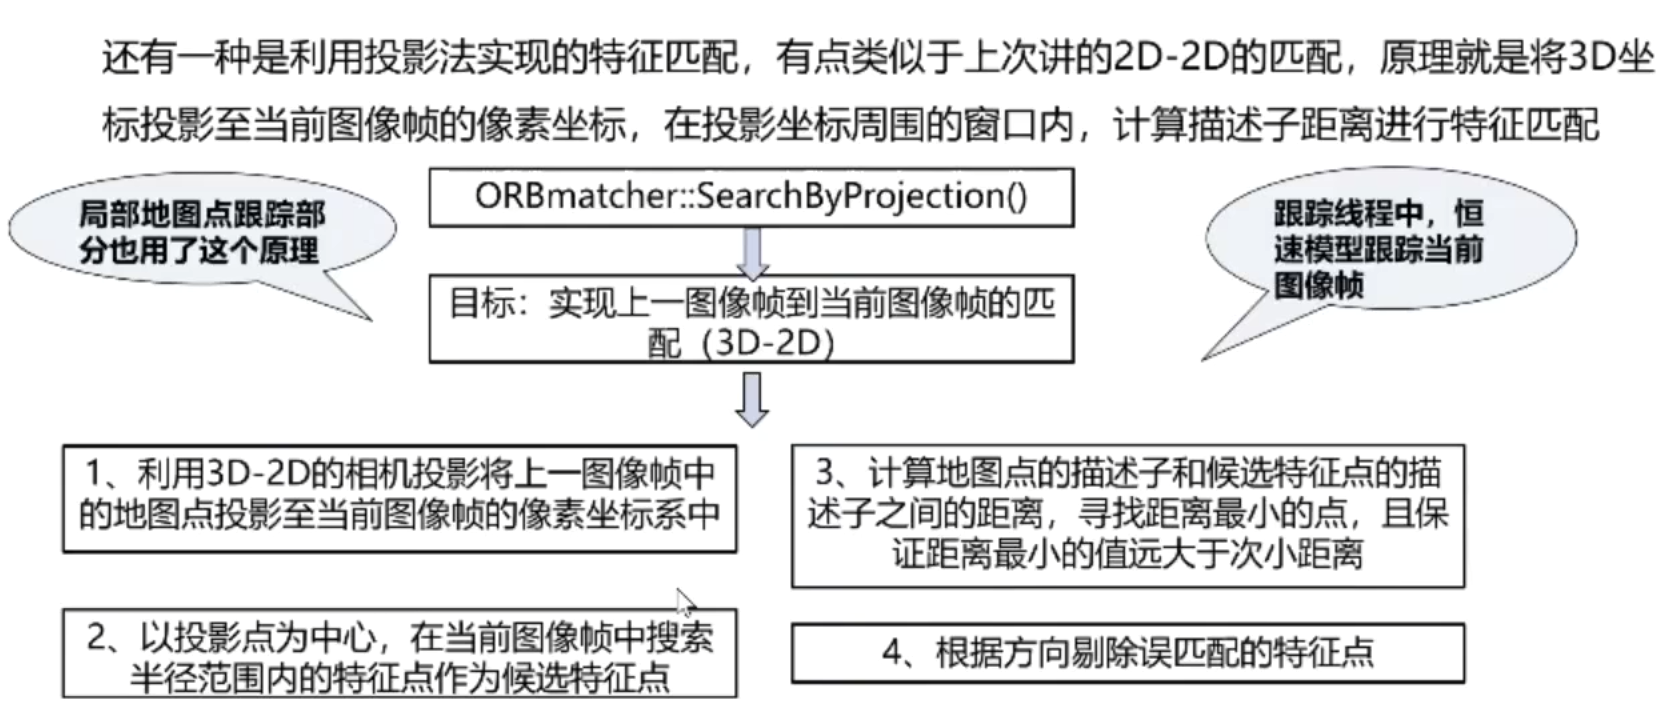 还有一种是利用投影法实现的特征匹配，有点类似于上次讲的2D-2D的匹配，原理就是将3D坐
标投影至当前图像帧的像素坐标，在投影坐标周围的窗口内，计算描述子距离进行特征匹配
ORBmatcher::SearchByProjection()
局部地图点跟踪部
分也用了这个原理
跟踪线程中，恒
速模型跟踪当前
图像帧
目标：实现上一图像帧到当前图像帧的匹
配（3D-2D）
1、利用3D-2D的相机投影将上一图像帧中
的地图点投影至当前图像帧的像素坐标系中
2、以投影点为中心，在当前图像帧中搜索
半径范围内的特征点作为候选特征点
3、计算地图点的描述子和候选特征点的描
述子之间的距离，寻找距离最小的点，且保
证距离最小的值远大于次小距离
4、根据方向剔除误匹配的特征点